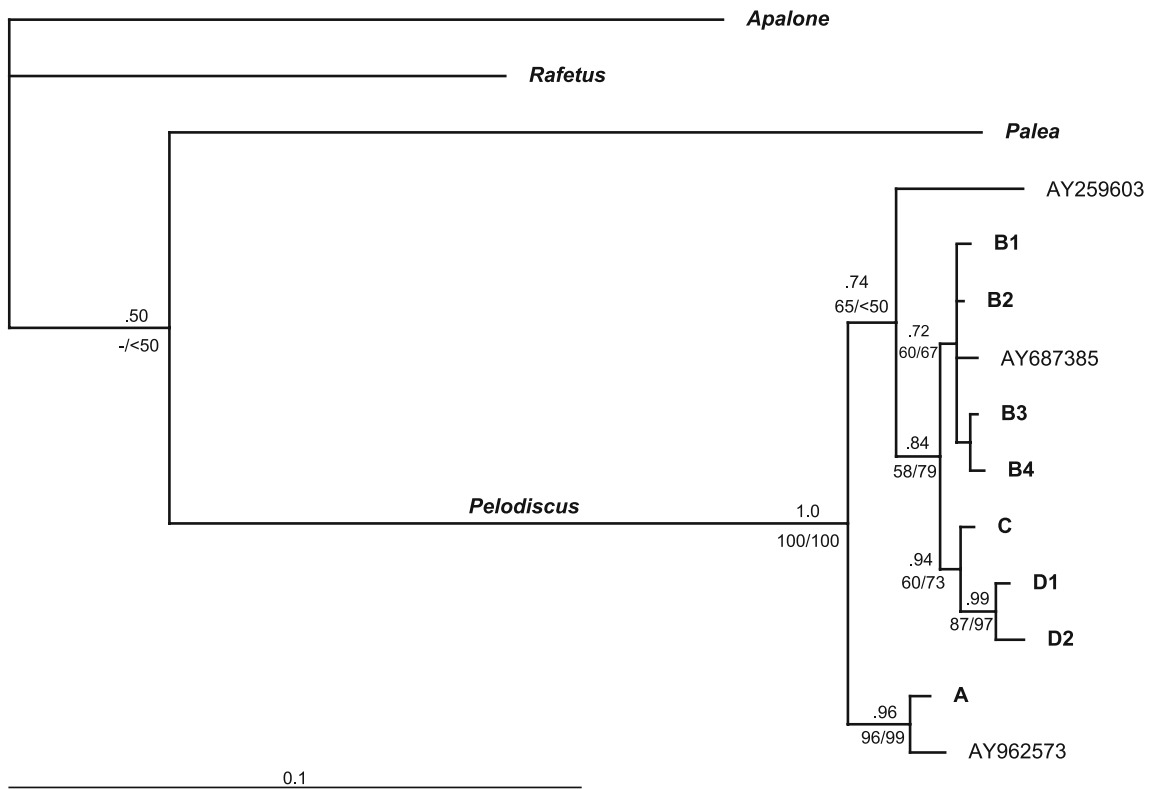 Apalone
Rafetus
Palea
AY259603
B1
.74
B2
65/<50
.50
.72
-/<50
60/67
AY687385
B3
.84
58/79
B4
Pelodiscus
1.0
C
100/100
.94
60/73
D1
.99
87/97
D2
A
.96
96/99
AY962573
0.1